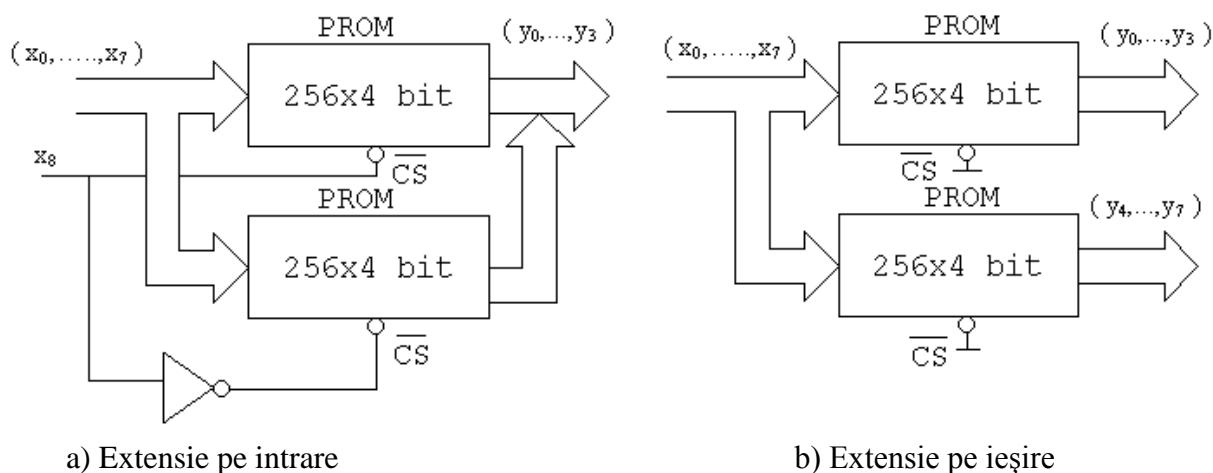 PROM
(x₀,.....,x₇)
(y₀,...,y₃)
256x4 bit
x₈
CS
PROM
256x4 bit
CS
a) Extensie pe intrare
PROM
(x₀,.....,x₇)
(y₀,...,y₃)
256x4 bit
CS
PROM
(y₄,...,y₇)
256x4 bit
CS
b) Extensie pe ieşire